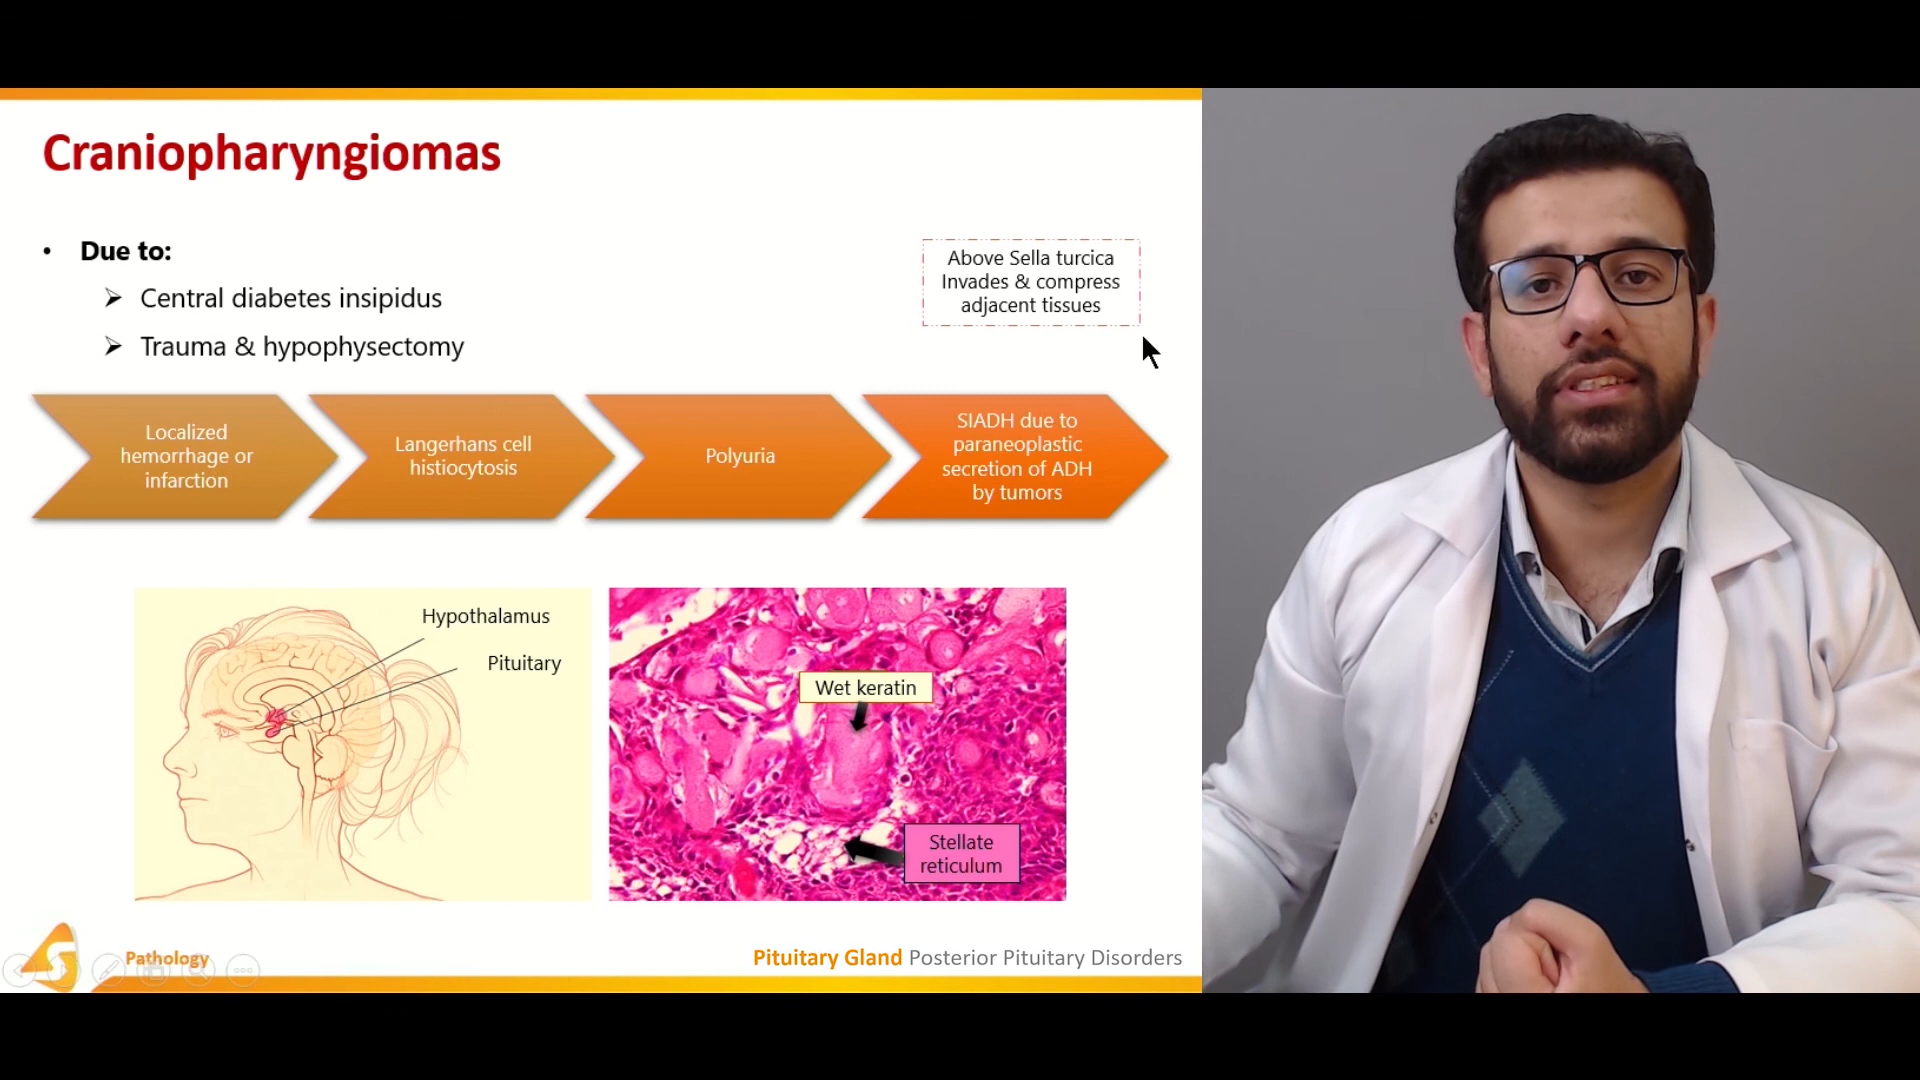 Craniopharyngiomas
• Due to:
➢ Central diabetes insipidus
➢ Trauma & hypophysectomy
Above Sella turcica
Invades & compress
adjacent tissues
Localized
hemorrhage or
infarction
Langerhans cell
histiocytosis
Polyuria
SIADH due to
paraneoplastic
secretion of ADH
by tumors
Hypothalamus
Pituitary
Wet keratin
Stellate
reticulum
Pathology
Pituitary Gland Posterior Pituitary Disorders